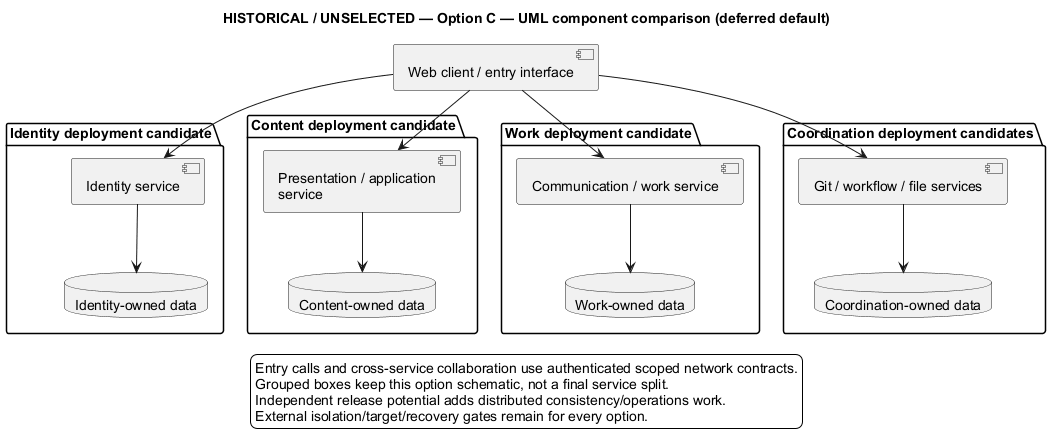 HISTORICAL / UNSELECTED — Option C — UML component comparison (deferred default)
Web client / entry interface
Identity deployment candidate
Content deployment candidate
Work deployment candidate
Coordination deployment candidates
Identity service
Presentation / application
service
Communication / work service
Git / workflow / file services
Identity-owned data
Content-owned data
Work-owned data
Coordination-owned data
Entry calls and cross-service collaboration use authenticated scoped network contracts.
Grouped boxes keep this option schematic, not a final service split.
Independent release potential adds distributed consistency/operations work.
External isolation/target/recovery gates remain for every option.